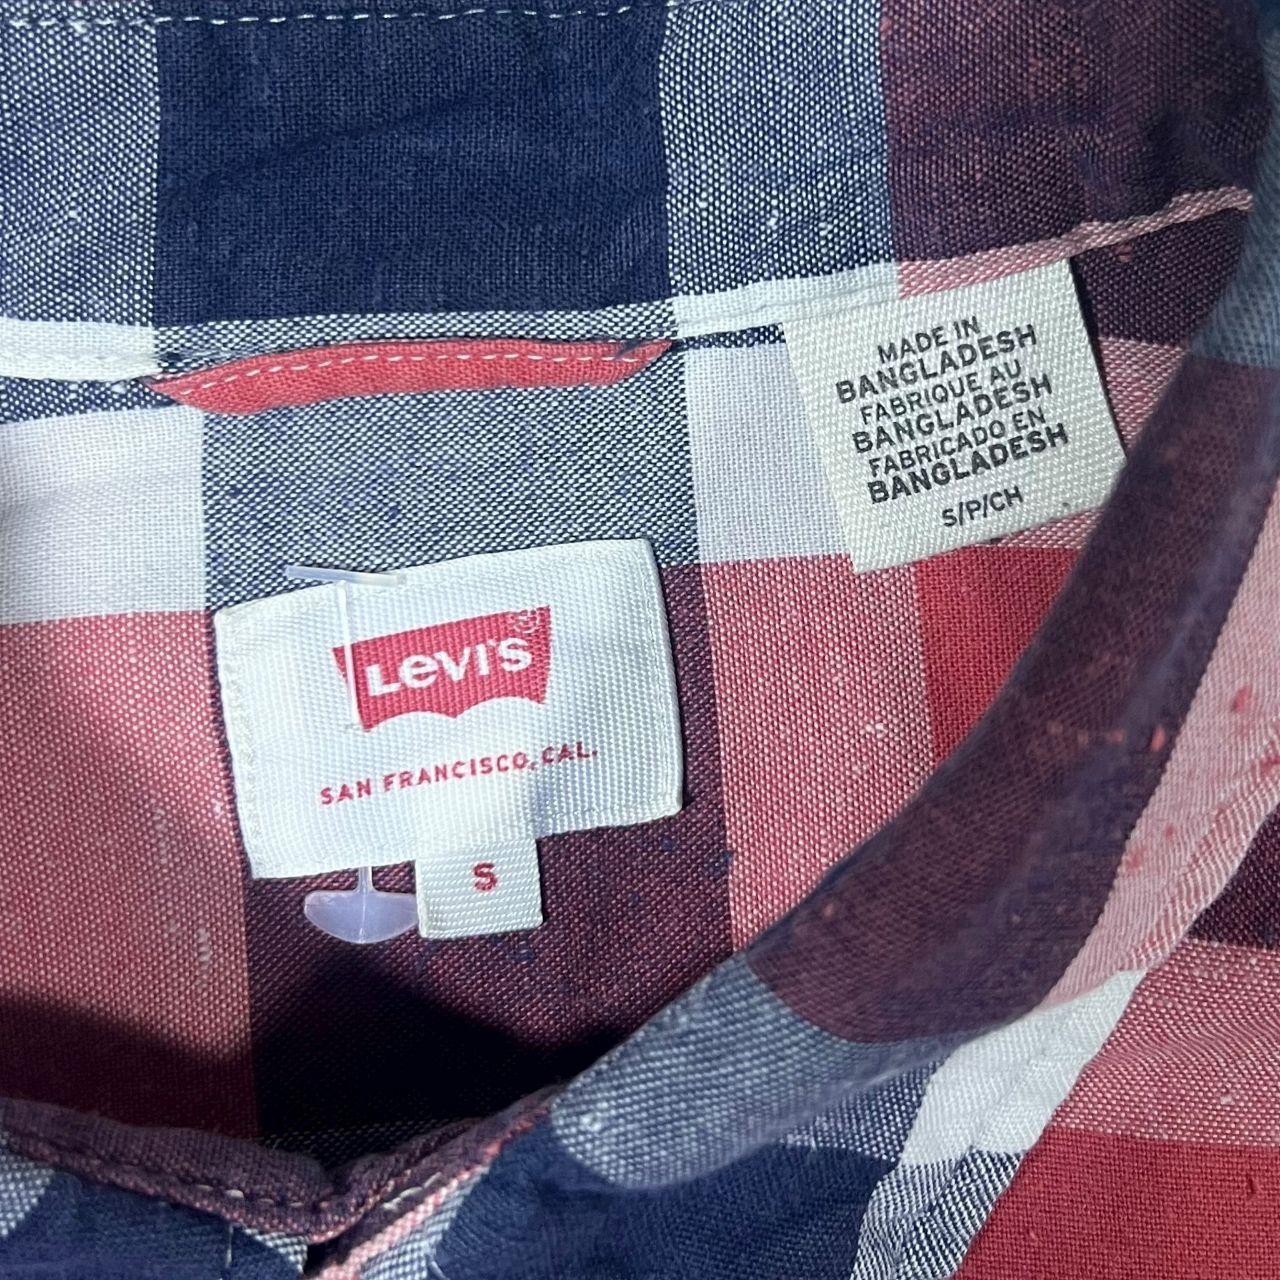 MADE IN
BANGLADESH
FABRIQUE AU
BANGLADESH
FABRICADO EN
BANGLADESH
S/P/CH
LEVI'S
SAN FRANCISCO, CAL.
S